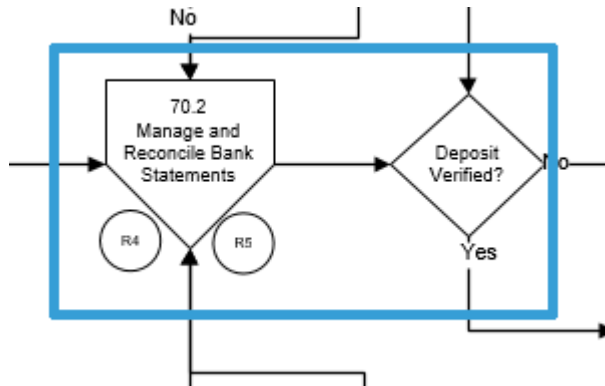 No
70.2
Manage and
Reconcile Bank
Statements
Deposit
Verified?
No
R4
R5
Yes